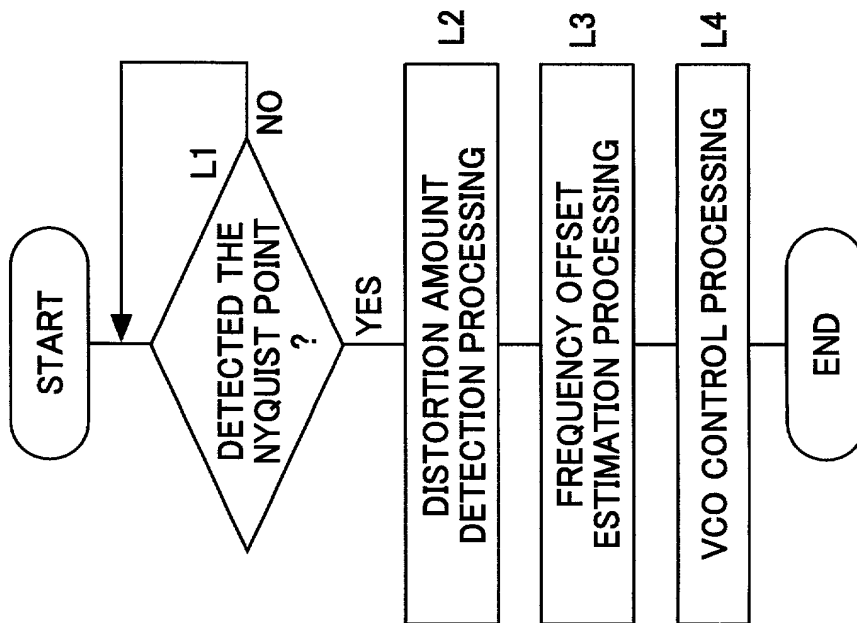 START
L1
DETECTED THE
NYQUIST POINT
?
NO
YES
L2
DISTORTION AMOUNT
DETECTION PROCESSING
L3
FREQUENCY OFFSET
ESTIMATION PROCESSING
L4
VCO CONTROL PROCESSING
END